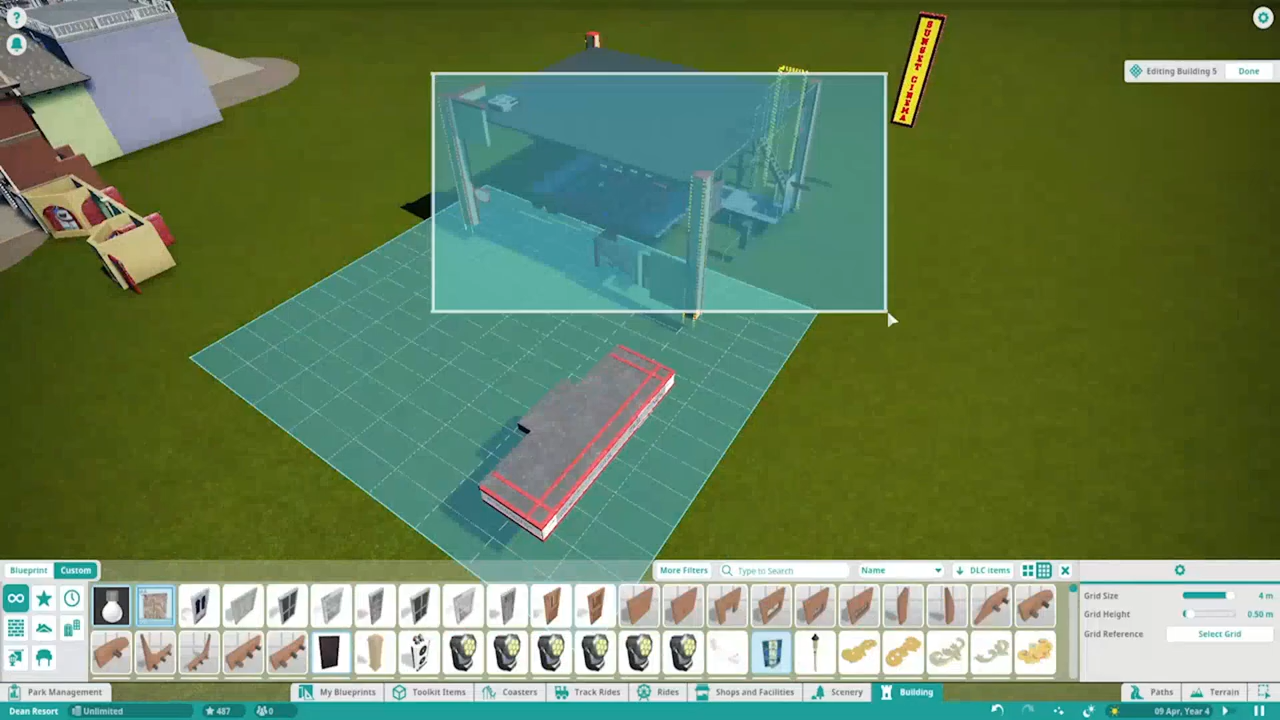 ?
SUNSET CINEMA
Editing Building 5 Done
Blueprint Custom More Filters Type to Search Name DLC items
Grid Size 4 m
Grid Height 0.50 m
Grid Reference Select Grid
Park Management My Blueprints Toolkit Items Coasters Track Rides Rides Shops and Facilities Scenery Building Paths Terrain
Dean Resort Unlimited 487 0 09 Apr, Year 4